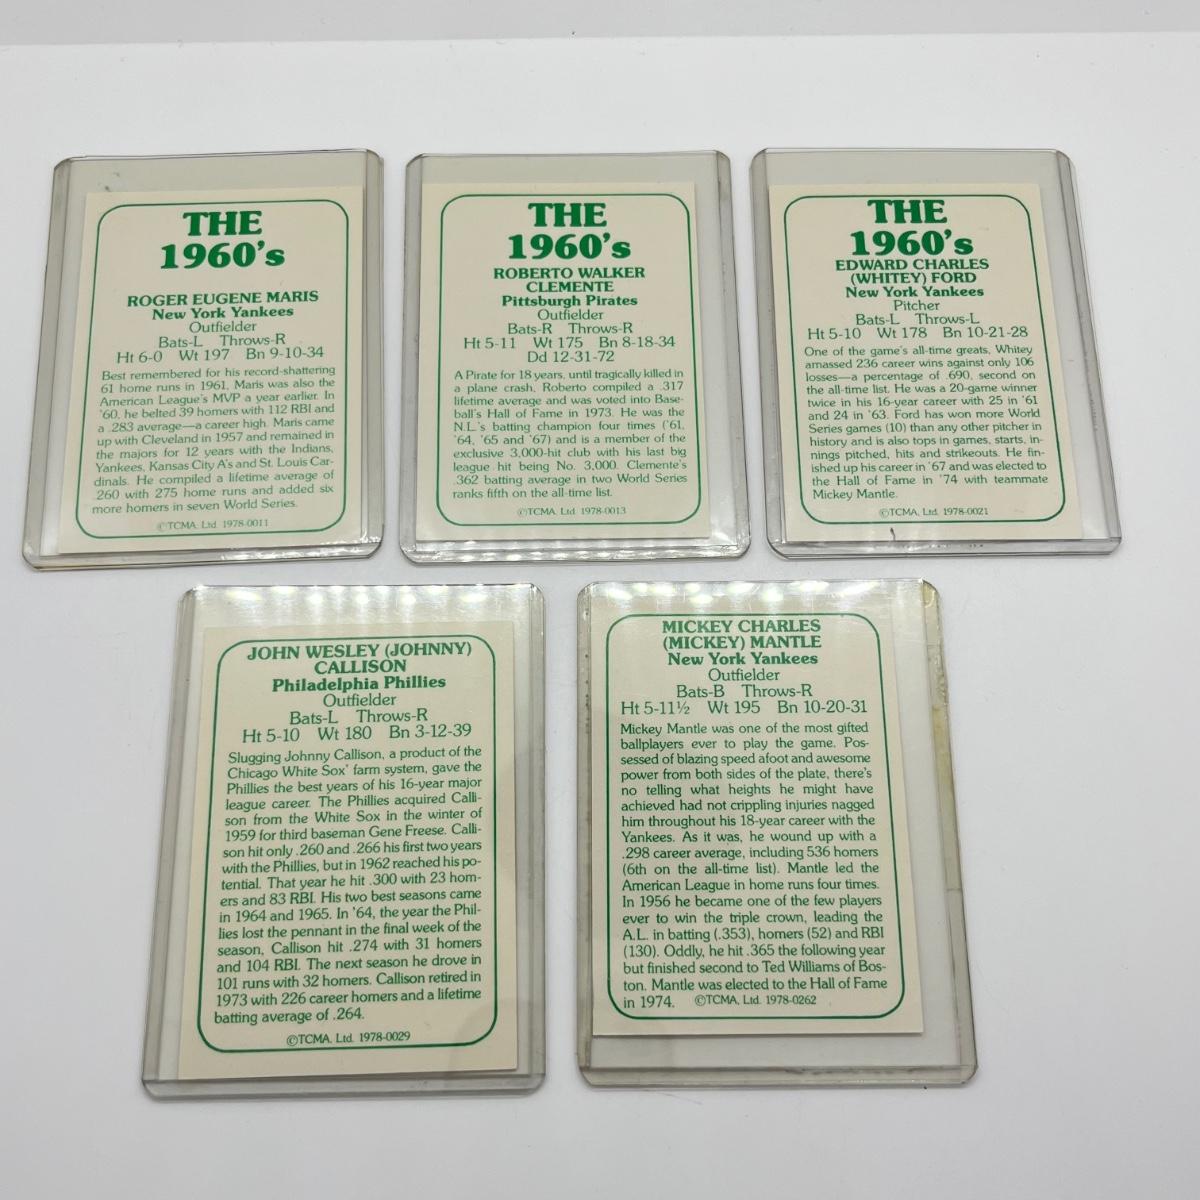 THE
1960's
ROGER EUGENE MARIS
New York Yankees
Outfielder
Bats-L Throws-R
Ht 6-0 Wt 197 Bn 9-10-34
Best remembered for his record-shattering
61 home runs in 1961, Maris was also the
American League's MVP a year earlier. In
'60, he belted 39 homers with 112 RBI and
a .283 average—a career high. Maris came
up with Cleveland in 1957 and remained in
the majors for 12 years with the Indians,
Yankees, Kansas City A's and St. Louis Car-
dinals. He compiled a lifetime average of
.260 with 275 home runs and added six
more homers in seven World Series.
©TCMA, Ltd. 1978-0011
THE
1960's
ROBERTO WALKER
CLEMENTE
Pittsburgh Pirates
Outfielder
Bats-R Throws-R
Ht 5-11 Wt 175 Bn 8-18-34
Dd 12-31-72
A Pirate for 18 years, until tragically killed in
a plane crash, Roberto compiled a .317
lifetime average and was voted into Base-
ball's Hall of Fame in 1973. He was the
N.L.'s batting champion four times ('61,
'64, '65 and '67) and is a member of the
exclusive 3,000-hit club with his last big
league hit being No. 3,000. Clemente's
.362 batting average in two World Series
ranks fifth on the all-time list.
©TCMA, Ltd. 1978-0013
THE
1960's
EDWARD CHARLES
(WHITEY) FORD
New York Yankees
Pitcher
Bats-L Throws-L
Ht 5-10 Wt 178 Bn 10-21-28
One of the game's all-time greats, Whitey
amassed 236 career wins against only 106
losses—a percentage of .690, second on
the all-time list. He was a 20-game winner
twice in his 16-year career with 25 in '61
and 24 in '63. Ford has won more World
Series games (10) than any other pitcher in
history and is also tops in games, starts, in-
nings pitched, hits and strikeouts. He fin-
ished up his career in '67 and was elected to
the Hall of Fame in '74 with teammate
Mickey Mantle.
©TCMA, Ltd. 1978-0021
JOHN WESLEY (JOHNNY)
CALLISON
Philadelphia Phillies
Outfielder
Bats-L Throws-R
Ht 5-10 Wt 180 Bn 3-12-39
Slugging Johnny Callison, a product of the
Chicago White Sox' farm system, gave the
Phillies the best years of his 16-year major
league career. The Phillies acquired Calli-
son from the White Sox in the winter of
1959 for third baseman Gene Freese. Calli-
son hit only .260 and .266 his first two years
with the Phillies, but in 1962 reached his po-
tential. That year he hit .300 with 23 hom-
ers and 83 RBI. His two best seasons came
in 1964 and 1965. In '64, the year the Phil-
lies lost the pennant in the final week of the
season, Callison hit .274 with 31 homers
and 104 RBI. The next season he drove in
101 runs with 32 homers. Callison retired in
1973 with 226 career homers and a lifetime
batting average of .264.
©TCMA, Ltd. 1978-0029
MICKEY CHARLES
(MICKEY) MANTLE
New York Yankees
Outfielder
Bats-B Throws-R
Ht 5-11½ Wt 195 Bn 10-20-31
Mickey Mantle was one of the most gifted
ballplayers ever to play the game. Pos-
sessed of blazing speed afoot and awesome
power from both sides of the plate, there's
no telling what heights he might have
achieved had not crippling injuries nagged
him throughout his 18-year career with the
Yankees. As it was, he wound up with a
.298 career average, including 536 homers
(6th on the all-time list). Mantle led the
American League in home runs four times.
In 1956 he became one of the few players
ever to win the triple crown, leading the
A.L. in batting (.353), homers (52) and RBI
(130). Oddly, he hit .365 the following year
but finished second to Ted Williams of Bos-
ton. Mantle was elected to the Hall of Fame
in 1974. ©TCMA, Ltd. 1978-0262